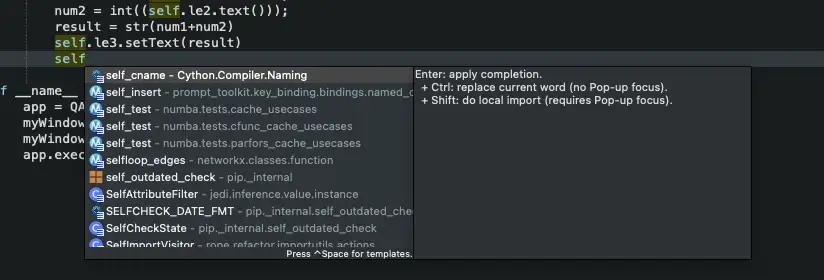 num2 = int((self.le2.text()));
result = str(num1+num2)
self.le3.setText(result)
self
self_cname - Cython.Compiler.Naming
Enter: apply completion.
self_insert - prompt_toolkit.key_binding.bindings.named_c
+ Ctrl: replace current word (no Pop-up focus).
f __name__
self_test - numba.tests.cache_usecases
+ Shift: do local import (requires Pop-up focus).
app = QA
self_test - numba.tests.cfunc_cache_usecases
myWindow
self_test - numba.tests.parfors_cache_usecases
myWindow
selfloop_edges - networkx.classes.function
app.exec
self_outdated_check - pip._internal
SelfAttributeFilter - jedi.inference.value.instance
SELFCHECK_DATE_FMT - pip._internal.self_outdated_che
SelfCheckState - pip._internal.self_outdated_check
SelfImportVisitor - rope.refactor.importutils.actions
Press ^Space for templates.